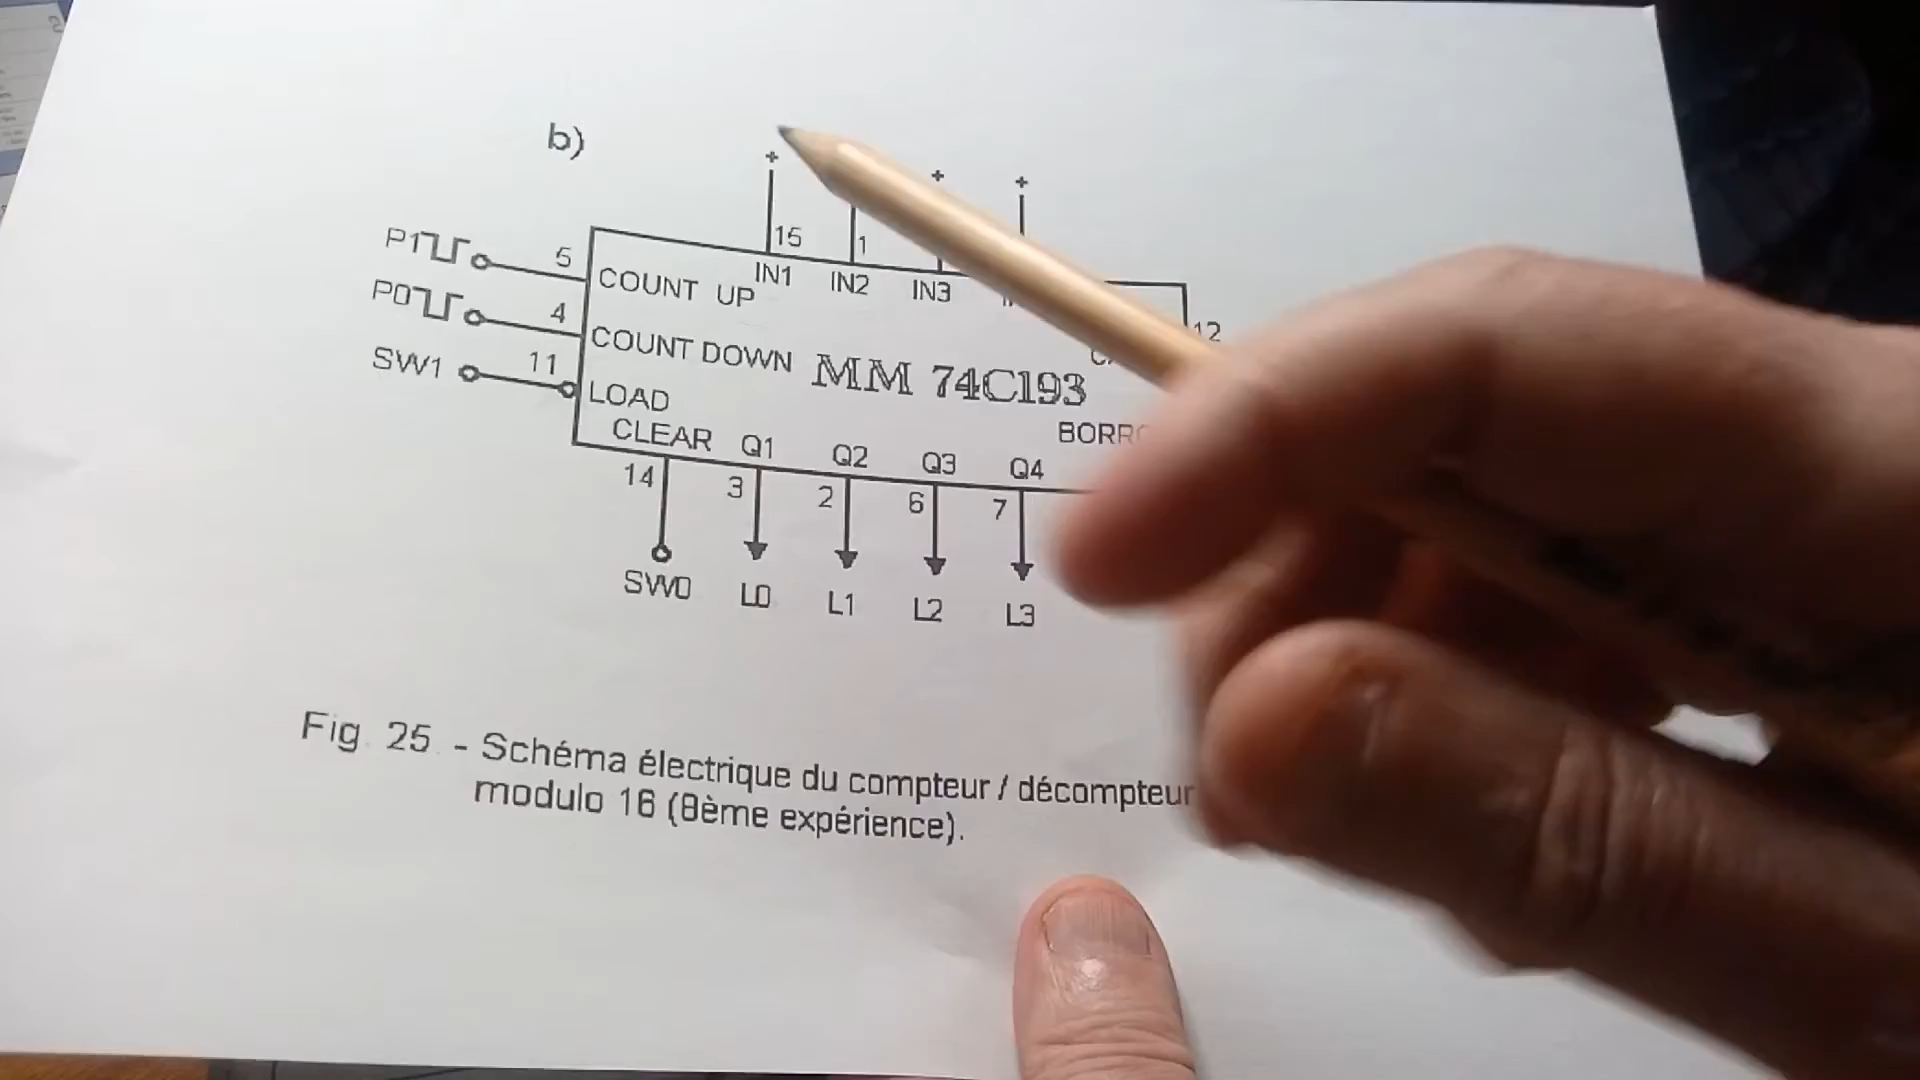 b)
+ + +
15 1
P1 5 IN1 IN2 IN3
COUNT UP
P0 4 12
COUNT DOWN MM 74C193
SW1 11 LOAD
BORR
CLEAR Q1 Q2 Q3 Q4
14 3 2 6 7
SW0 L0 L1 L2 L3
Fig. 25. - Schéma électrique du compteur / décompteur
modulo 16 (8ème expérience).